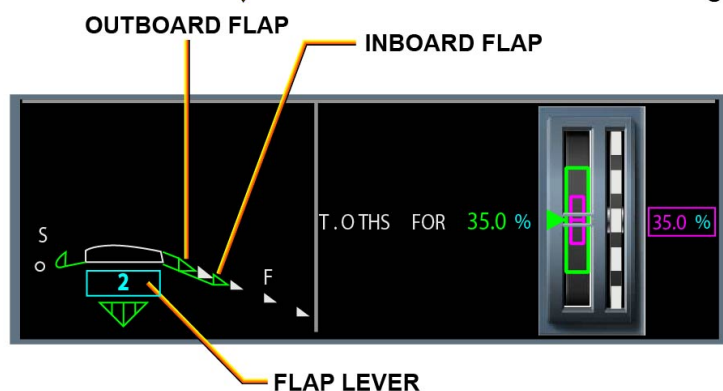 OUTBOARD FLAP
INBOARD FLAP
S
T.O THS FOR 35.0 %
35.0 %
2
F
FLAP LEVER